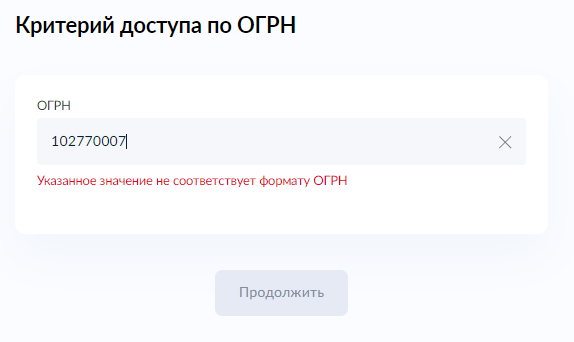 Критерий доступа по ОГРН
ОГРН
102770007
Указанное значение не соответствует формату ОГРН
Продолжить